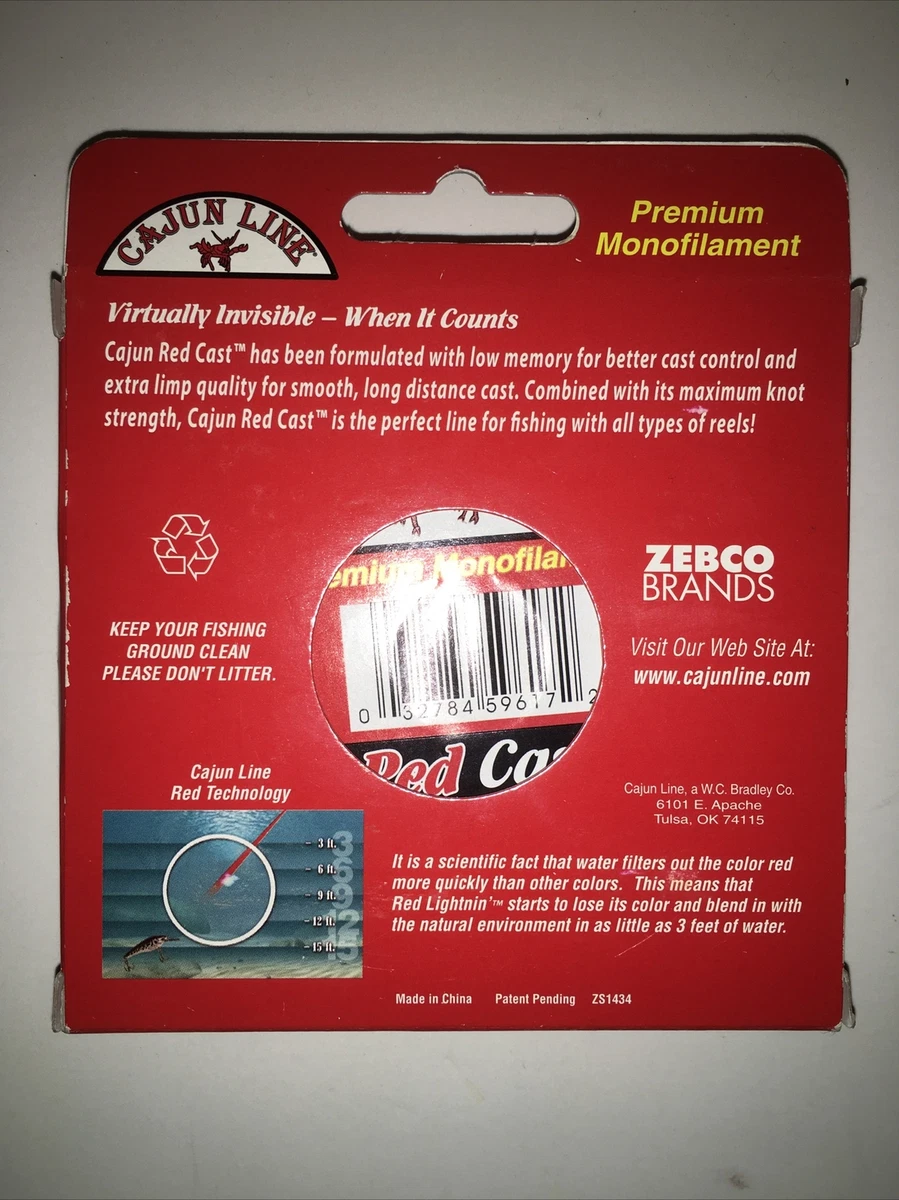 CAJUN LINE
Premium
Monofilament
Virtually Invisible – When It Counts
Cajun Red Cast™ has been formulated with low memory for better cast control and
extra limp quality for smooth, long distance cast. Combined with its maximum knot
strength, Cajun Red Cast™ is the perfect line for fishing with all types of reels!
KEEP YOUR FISHING
GROUND CLEAN
PLEASE DON'T LITTER.
emium Monofilar
0 32784 59617 2
Red Cas
ZEBCO
BRANDS
Visit Our Web Site At:
www.cajunline.com
Cajun Line
Red Technology
- 3 ft.
- 6 ft.
- 9 ft.
- 12 ft.
- 15 ft.
Cajun Line, a W.C. Bradley Co.
6101 E. Apache
Tulsa, OK 74115
It is a scientific fact that water filters out the color red
more quickly than other colors. This means that
Red Lightnin'™ starts to lose its color and blend in with
the natural environment in as little as 3 feet of water.
Made in China Patent Pending ZS1434